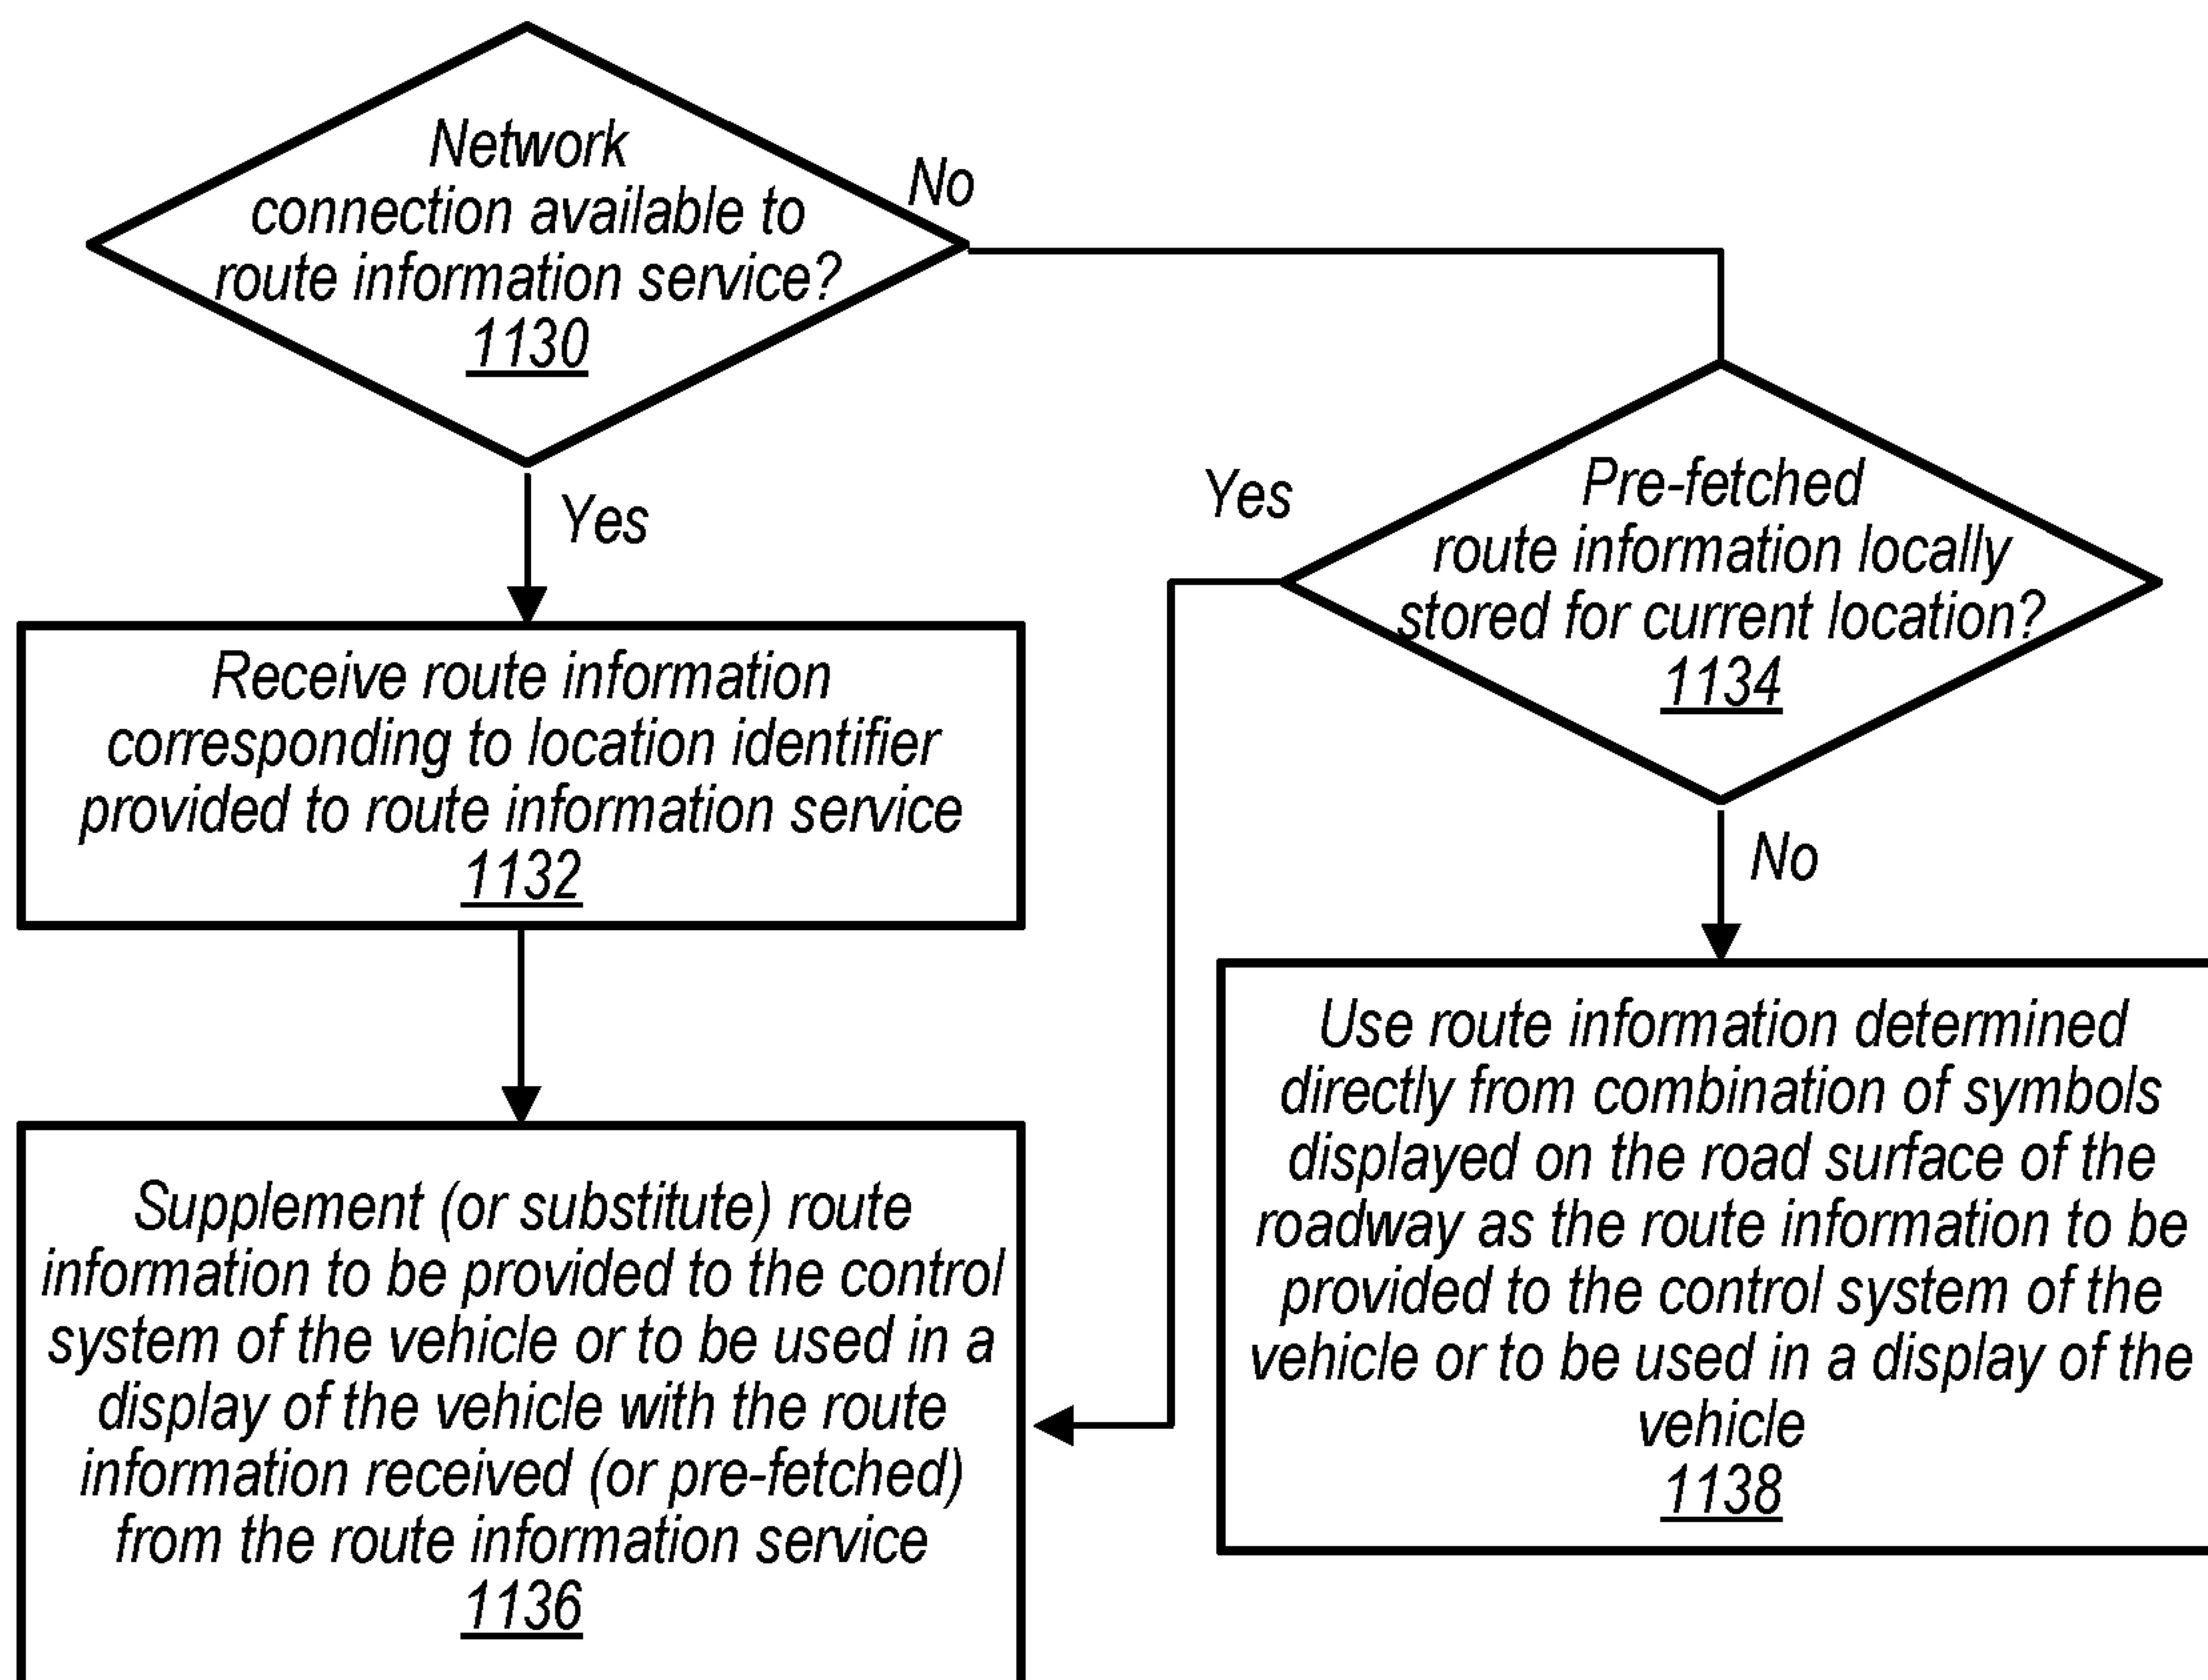 Network
connection available to
route information service?
1130
No
Yes
Receive route information
corresponding to location identifier
provided to route information service
1132
Pre-fetched
route information locally
stored for current location?
1134
Yes
No
Supplement (or substitute) route
information to be provided to the control
system of the vehicle or to be used in a
display of the vehicle with the route
information received (or pre-fetched)
from the route information service
1136
Use route information determined
directly from combination of symbols
displayed on the road surface of the
roadway as the route information to be
provided to the control system of the
vehicle or to be used in a display of the
vehicle
1138